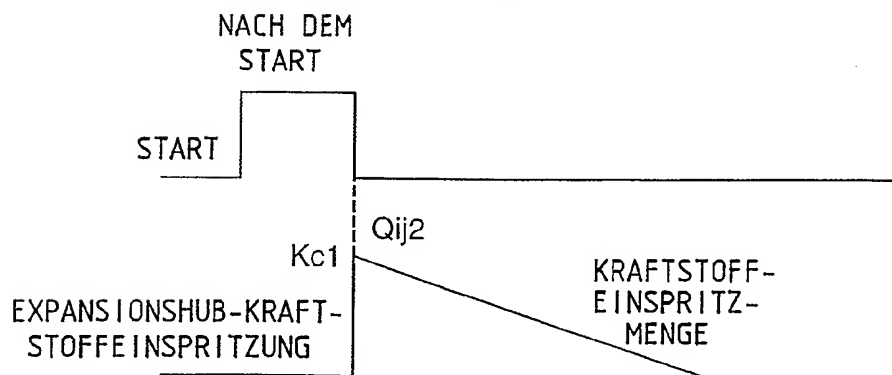 NACH DEM
START
START
Qij2
Kc1
KRAFTSTOFF-
EINSPRITZ-
MENGE
EXPANSIONSHUB-KRAFT-
STOFFEINSPRITZUNG